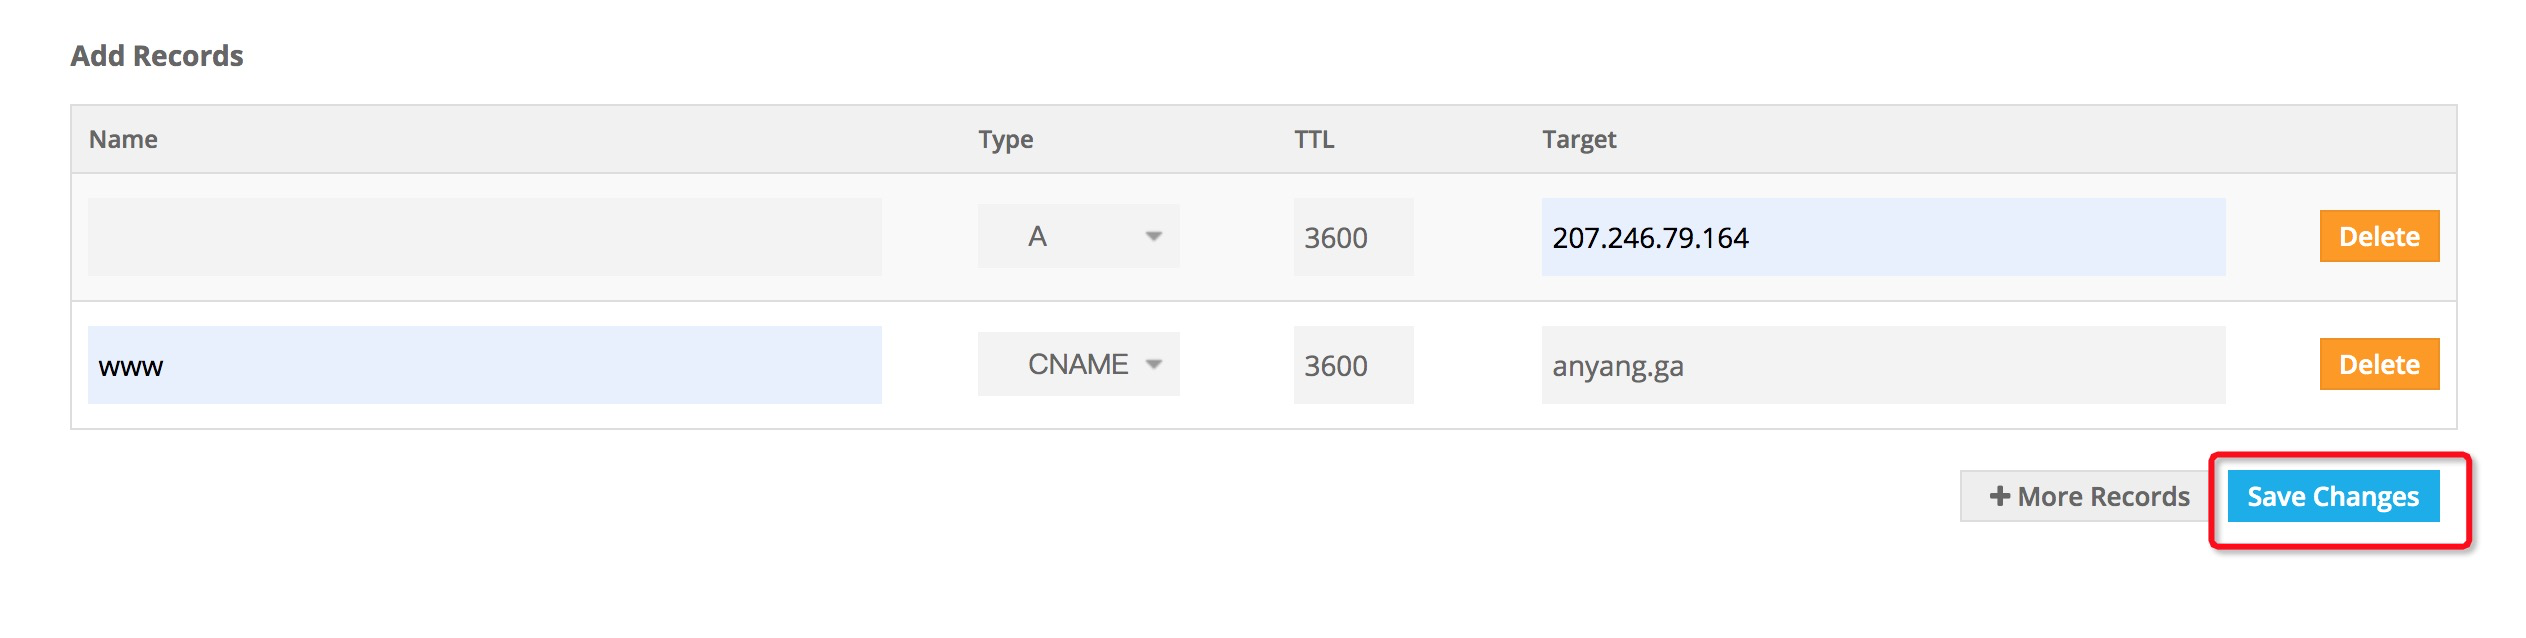 Add Records
Name Type TTL Target
A 3600 207.246.79.164 Delete
www CNAME 3600 anyang.ga Delete
+ More Records Save Changes